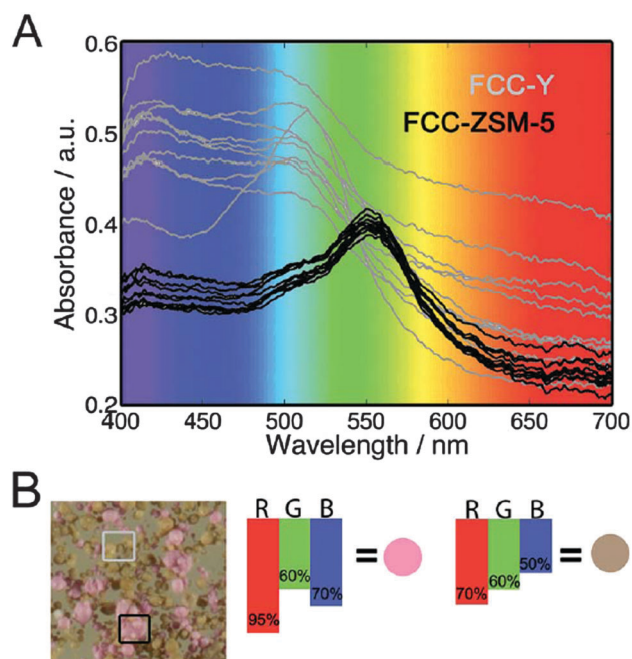 A
0.6
0.5
0.4
0.3
0.2
Absorbance / a.u.
FCC-Y
FCC-ZSM-5
400 450 500 550 600 650 700
Wavelength / nm
B
R G B
95% 60% 70%
=
R G B
70% 60% 50%
=